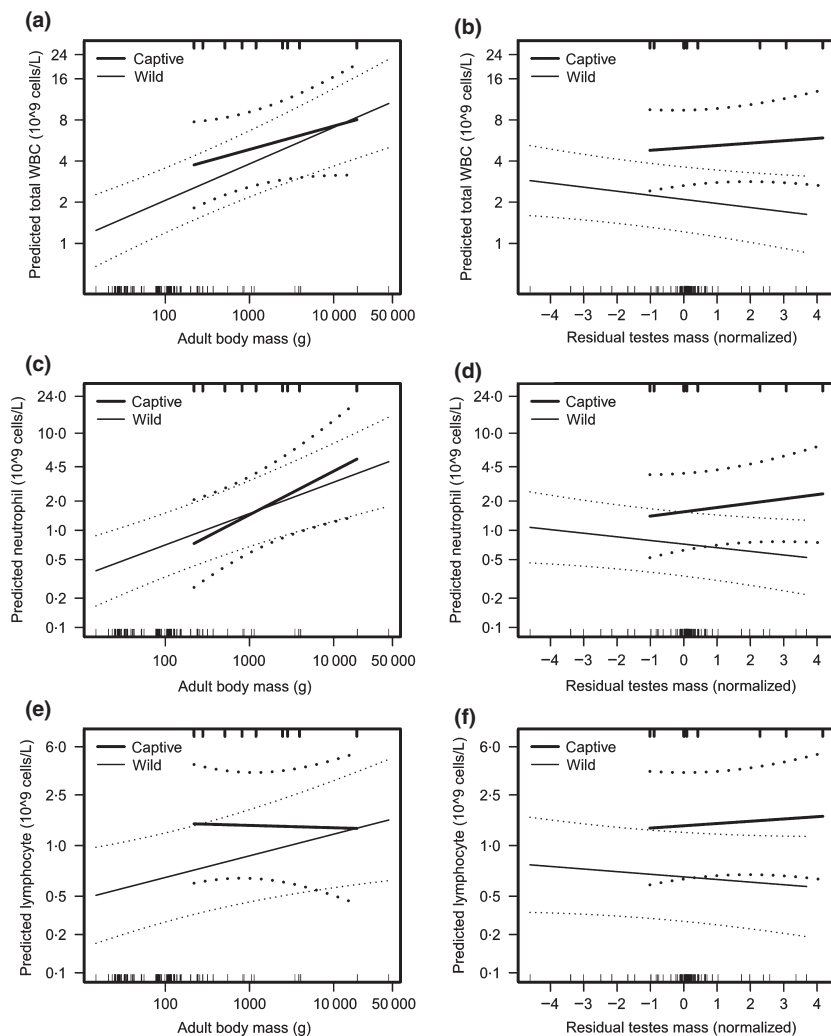 (a)
Predicted total WBC (10^9 cells/L)
24
16
8
4
2
1
Captive
Wild
100 1000 10 000 50 000
Adult body mass (g)
(b)
Predicted total WBC (10^9 cells/L)
24
16
8
4
2
1
Captive
Wild
−4 −3 −2 −1 0 1 2 3 4
Residual testes mass (normalized)
(c)
Predicted neutrophil (10^9 cells/L)
24·0
10·0
4·5
2·0
1·0
0·5
0·2
0·1
Captive
Wild
100 1000 10 000 50 000
Adult body mass (g)
(d)
Predicted neutrophil (10^9 cells/L)
24·0
10·0
4·5
2·0
1·0
0·5
0·2
0·1
Captive
Wild
−4 −3 −2 −1 0 1 2 3 4
Residual testes mass (normalized)
(e)
Predicted lymphocyte (10^9 cells/L)
6·0
2·5
1·0
0·5
0·2
0·1
Captive
Wild
100 1000 10 000 50 000
Adult body mass (g)
(f)
Predicted lymphocyte (10^9 cells/L)
6·0
2·5
1·0
0·5
0·2
0·1
Captive
Wild
−4 −3 −2 −1 0 1 2 3 4
Residual testes mass (normalized)